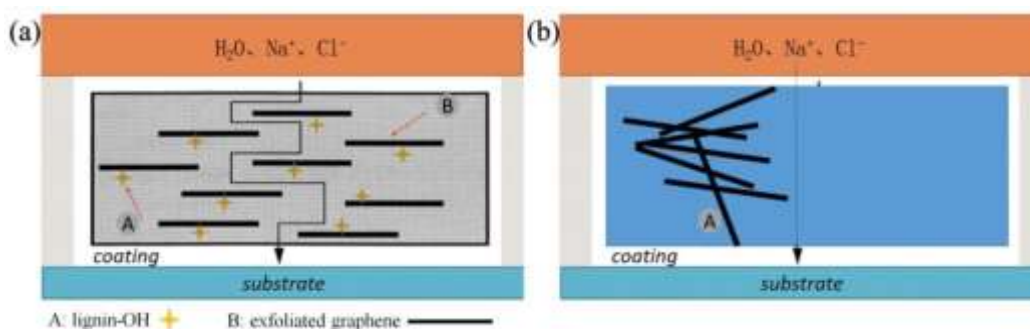 (a)
H₂O、Na⁺、Cl⁻
B
A
coating
substrate
A: lignin-OH B: exfoliated graphene
(b)
H₂O、Na⁺、Cl⁻
A
coating
substrate